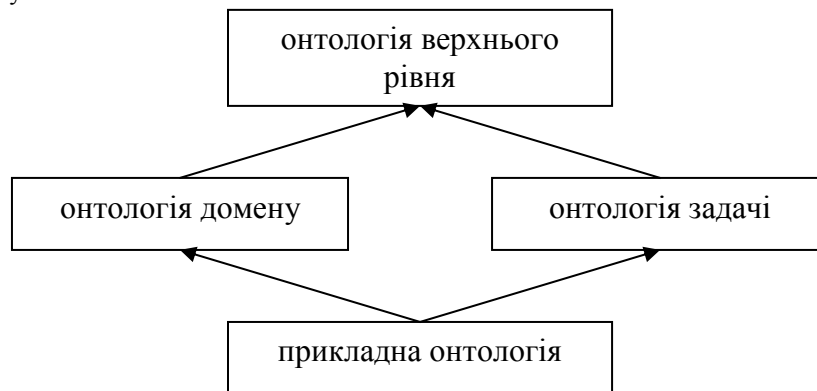 у
онтологія верхнього
рівня
онтологія домену
онтологія задачі
прикладна онтологія